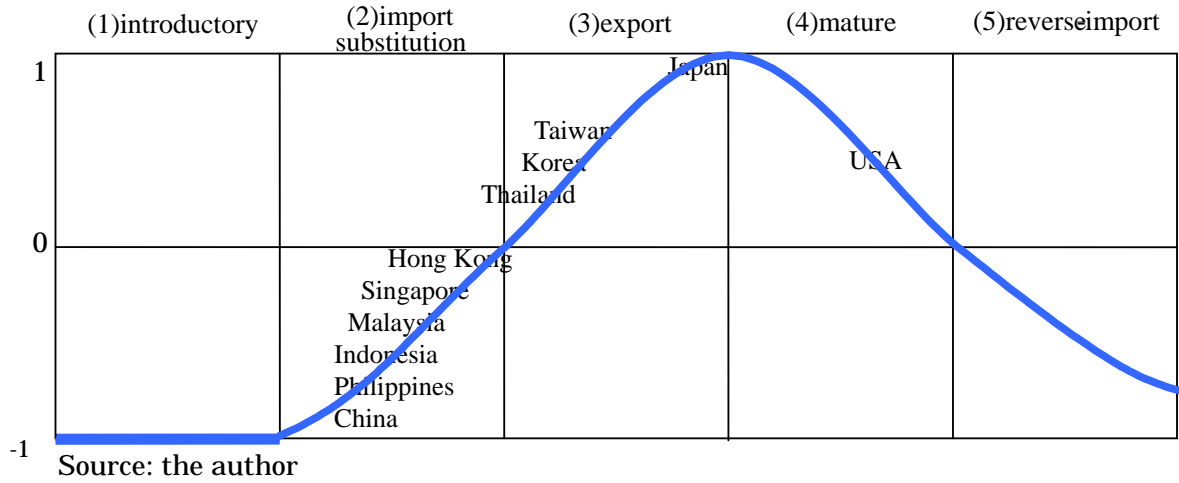 (1)introductory
(2)import
substitution
(3)export
(4)mature
(5)reverseimport
1
Japan
Taiwan
Korea
USA
Thailand
0
Hong Kong
Singapore
Malaysia
Indonesia
Philippines
China
-1
Source: the author